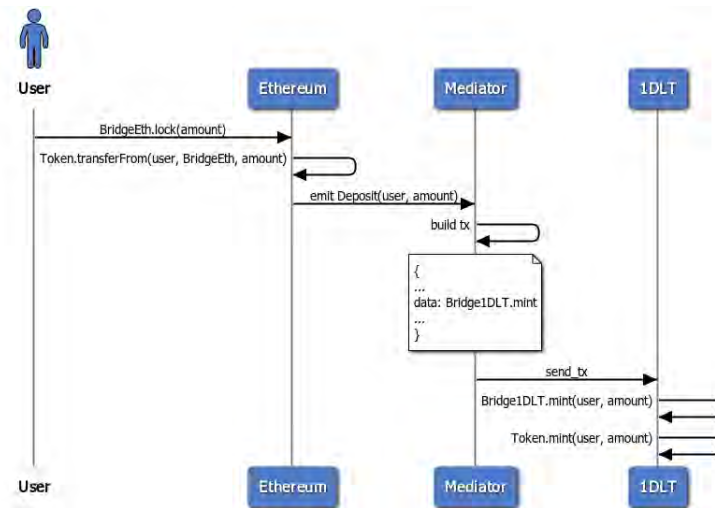 User
Ethereum
Mediator
1DLT
BridgeEth.lock(amount)
Token.transferFrom(user, BridgeEth, amount)
emit Deposit(user, amount)
build tx
{
...
data: Bridge1DLT.mint
...
}
send_tx
Bridge1DLT.mint(user, amount)
Token.mint(user, amount)
User
Ethereum
Mediator
1DLT